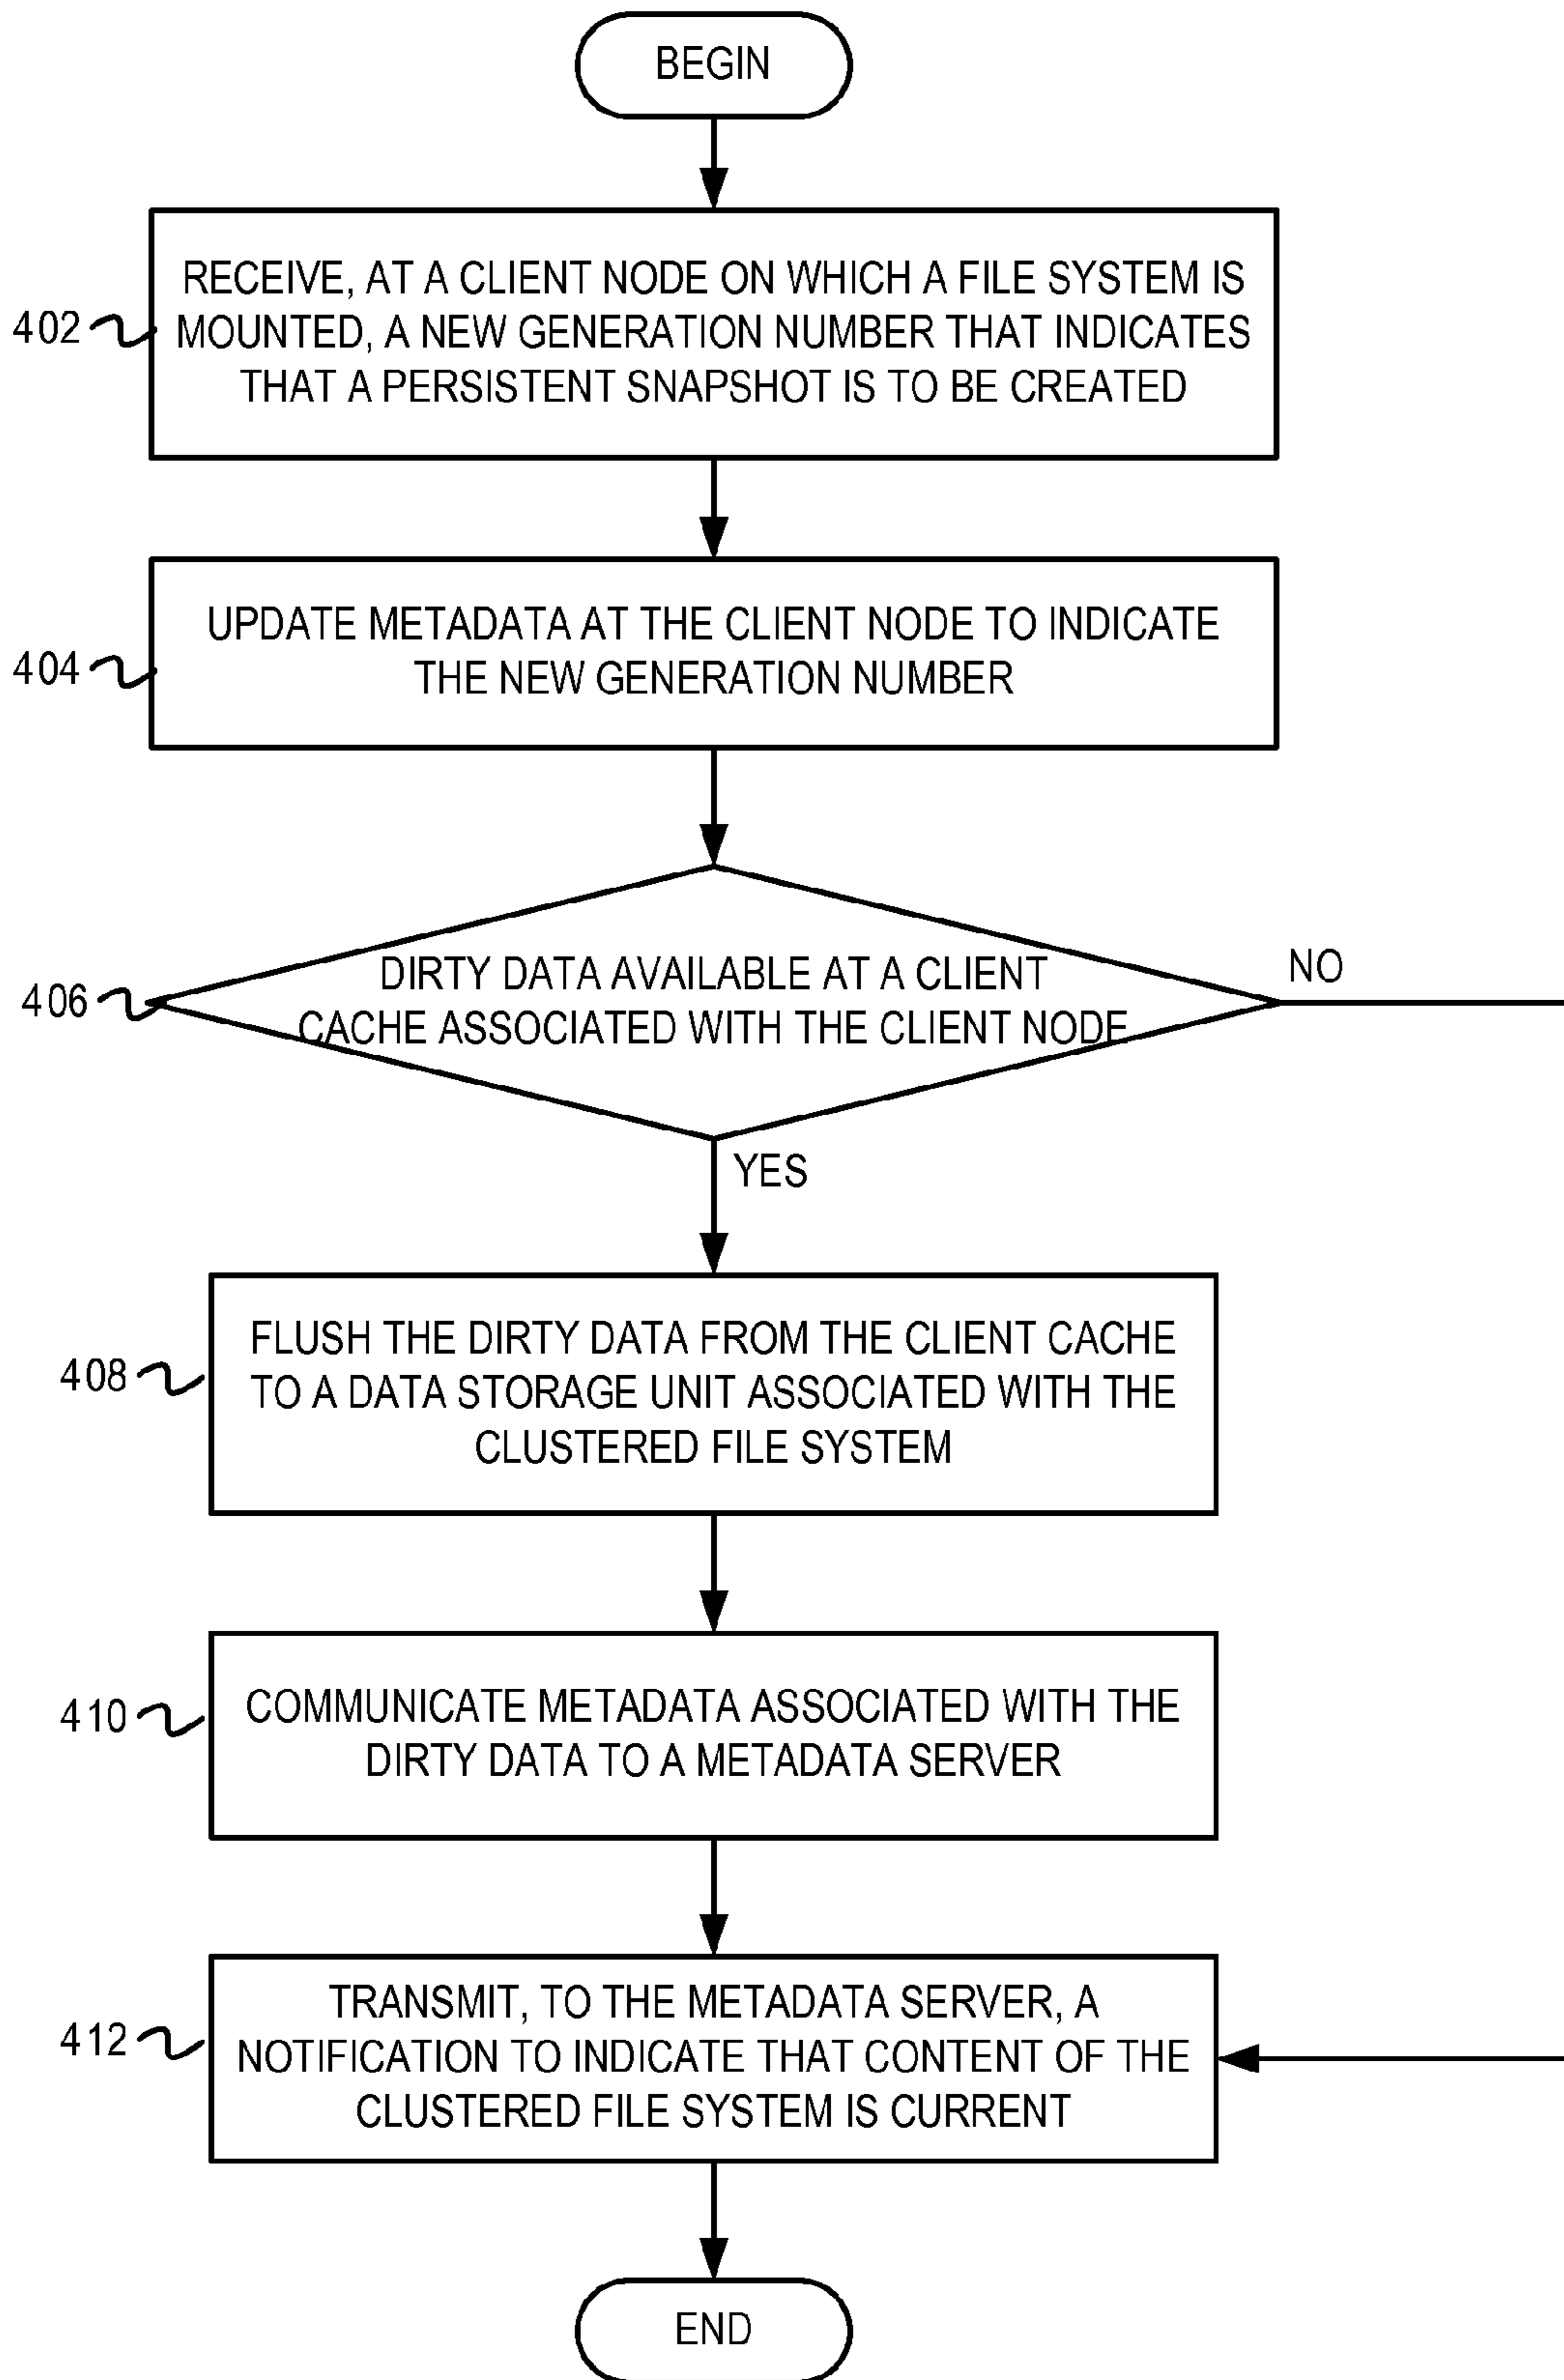 BEGIN
402
RECEIVE, AT A CLIENT NODE ON WHICH A FILE SYSTEM IS
MOUNTED, A NEW GENERATION NUMBER THAT INDICATES
THAT A PERSISTENT SNAPSHOT IS TO BE CREATED
404
UPDATE METADATA AT THE CLIENT NODE TO INDICATE
THE NEW GENERATION NUMBER
406
DIRTY DATA AVAILABLE AT A CLIENT
CACHE ASSOCIATED WITH THE CLIENT NODE
NO
YES
408
FLUSH THE DIRTY DATA FROM THE CLIENT CACHE
TO A DATA STORAGE UNIT ASSOCIATED WITH THE
CLUSTERED FILE SYSTEM
410
COMMUNICATE METADATA ASSOCIATED WITH THE
DIRTY DATA TO A METADATA SERVER
412
TRANSMIT, TO THE METADATA SERVER, A
NOTIFICATION TO INDICATE THAT CONTENT OF THE
CLUSTERED FILE SYSTEM IS CURRENT
END